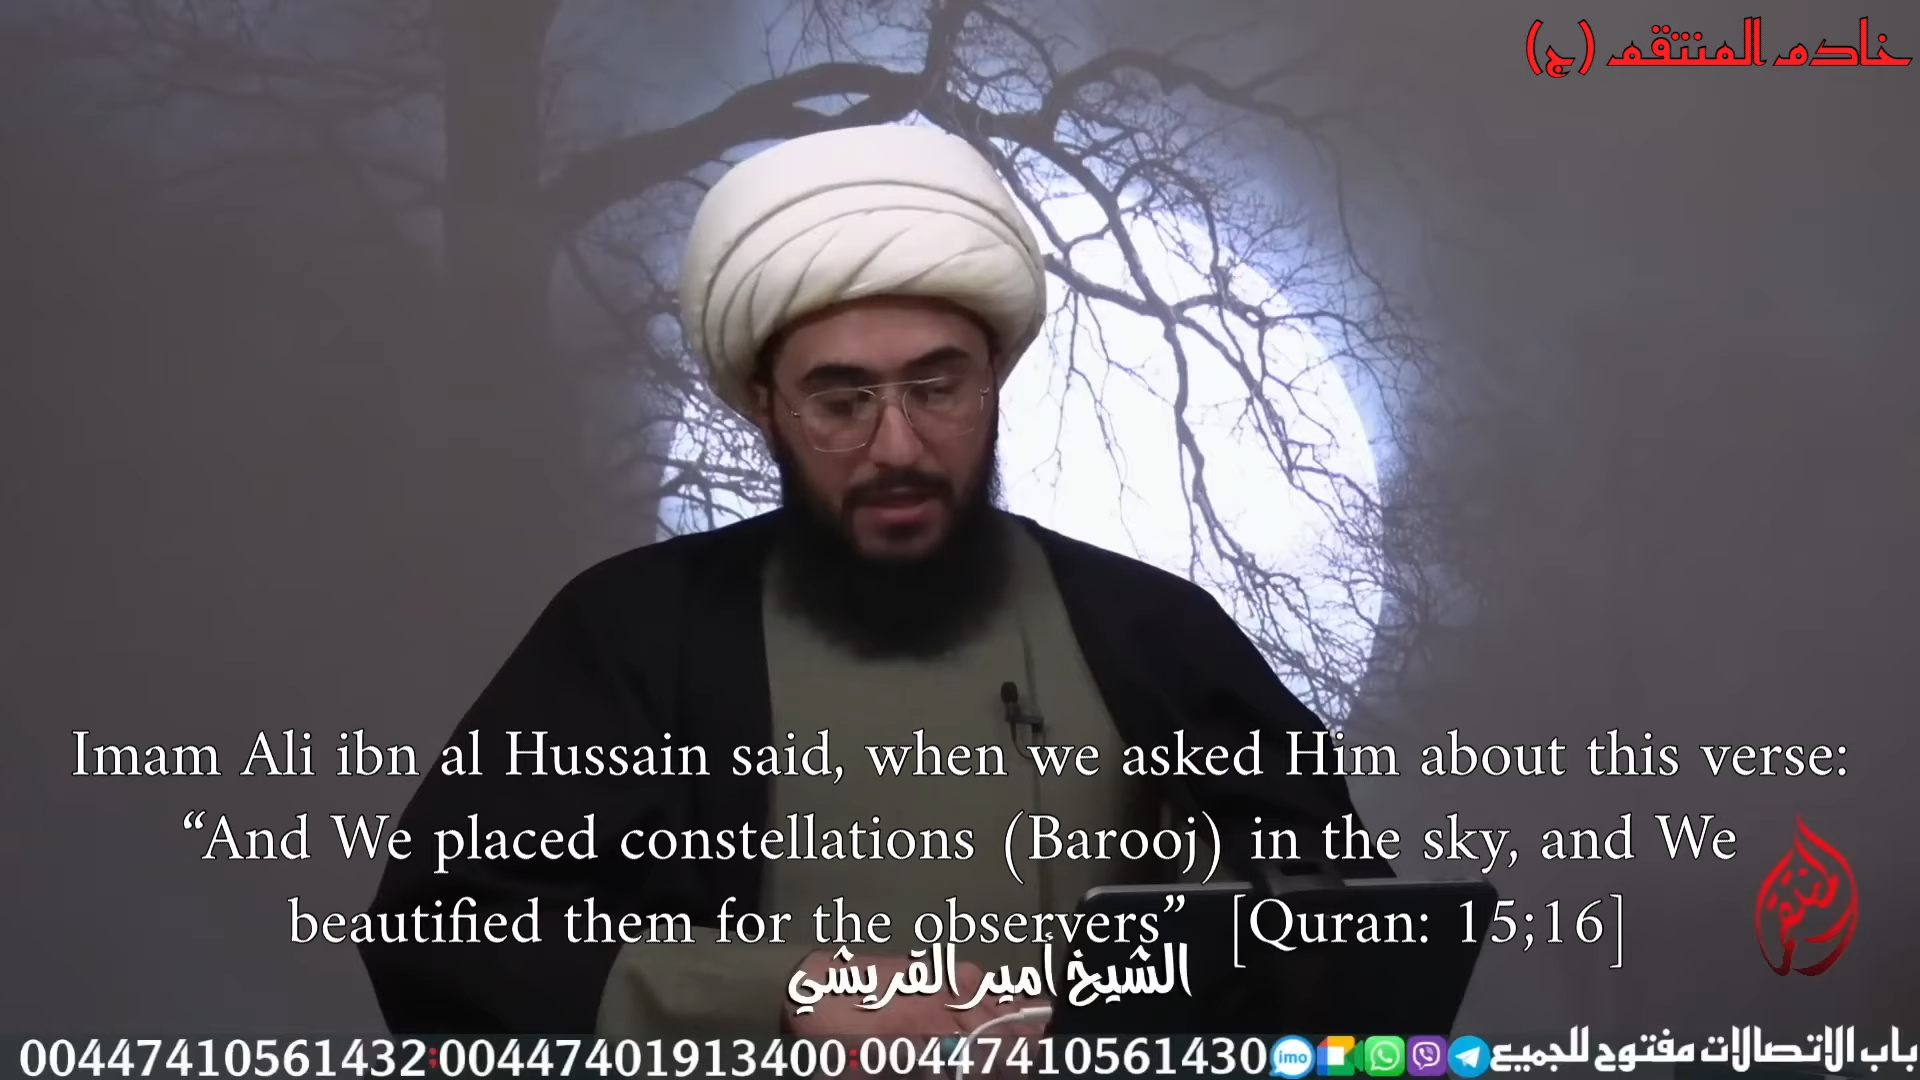 خادم المنتقم (ج)
Imam Ali ibn al Hussain said, when we asked Him about this verse:
“And We placed constellations (Barooj) in the sky, and We
beautified them for the observers” [Quran: 15;16]
المنتقم
الشيخ أمير القريشي
00447410561432:00447401913400:00447410561430 imo باب الاتصالات مفتوح للجميع